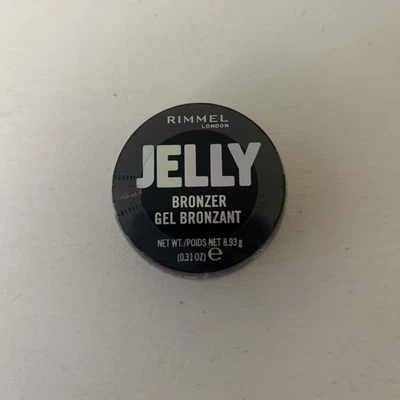 RIMMEL
LONDON
JELLY
BRONZER
GEL BRONZANT
NET WT./POIDS NET 8.93 g
(0.31 OZ) ℮